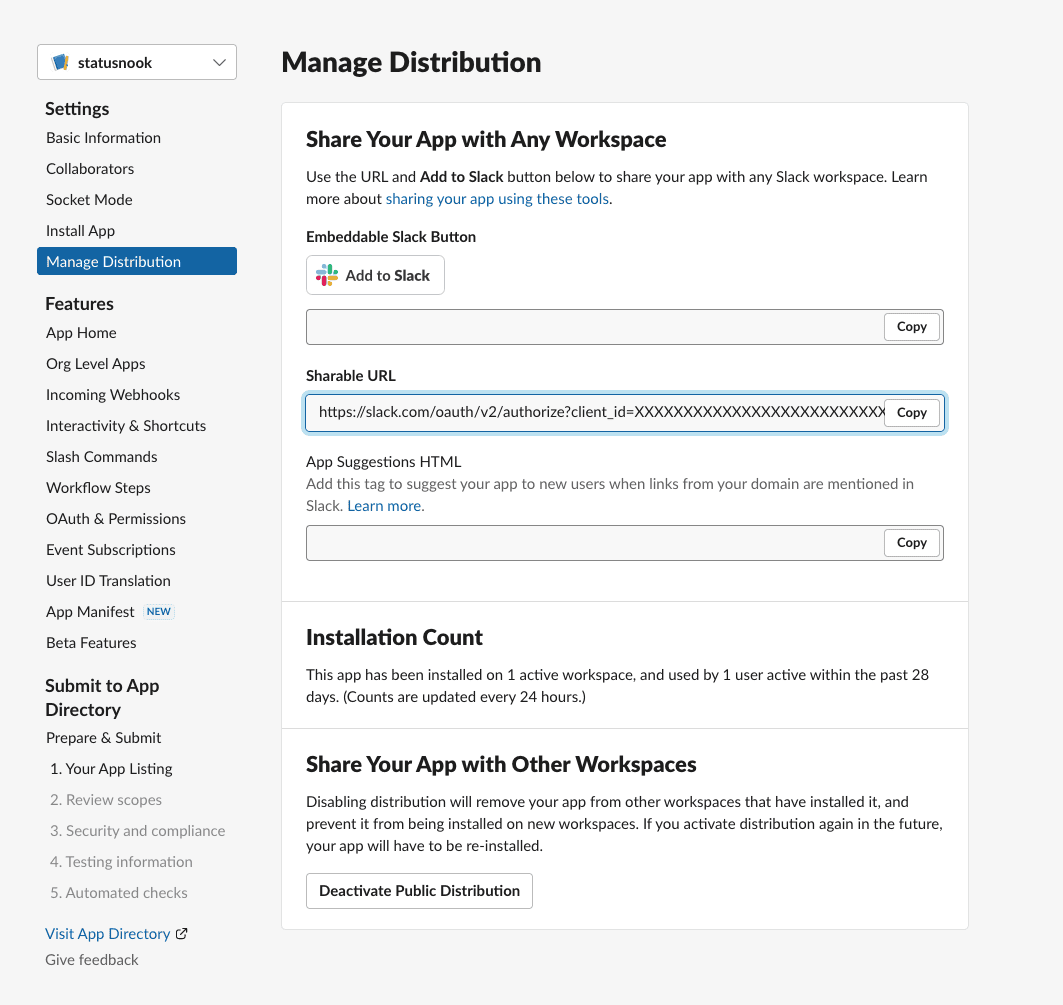 statusnook
Settings
Basic Information
Collaborators
Socket Mode
Install App
Manage Distribution
Features
App Home
Org Level Apps
Incoming Webhooks
Interactivity & Shortcuts
Slash Commands
Workflow Steps
OAuth & Permissions
Event Subscriptions
User ID Translation
App Manifest NEW
Beta Features
Submit to App
Directory
Prepare & Submit
1. Your App Listing
2. Review scopes
3. Security and compliance
4. Testing information
5. Automated checks
Visit App Directory
Give feedback
Manage Distribution
Share Your App with Any Workspace
Use the URL and Add to Slack button below to share your app with any Slack workspace. Learn
more about sharing your app using these tools.
Embeddable Slack Button
Add to Slack
Copy
Sharable URL
https://slack.com/oauth/v2/authorize?client_id=XXXXXXXXXXXXXXXXXXXXXXXXXX Copy
App Suggestions HTML
Add this tag to suggest your app to new users when links from your domain are mentioned in
Slack. Learn more.
Copy
Installation Count
This app has been installed on 1 active workspace, and used by 1 user active within the past 28
days. (Counts are updated every 24 hours.)
Share Your App with Other Workspaces
Disabling distribution will remove your app from other workspaces that have installed it, and
prevent it from being installed on new workspaces. If you activate distribution again in the future,
your app will have to be re-installed.
Deactivate Public Distribution